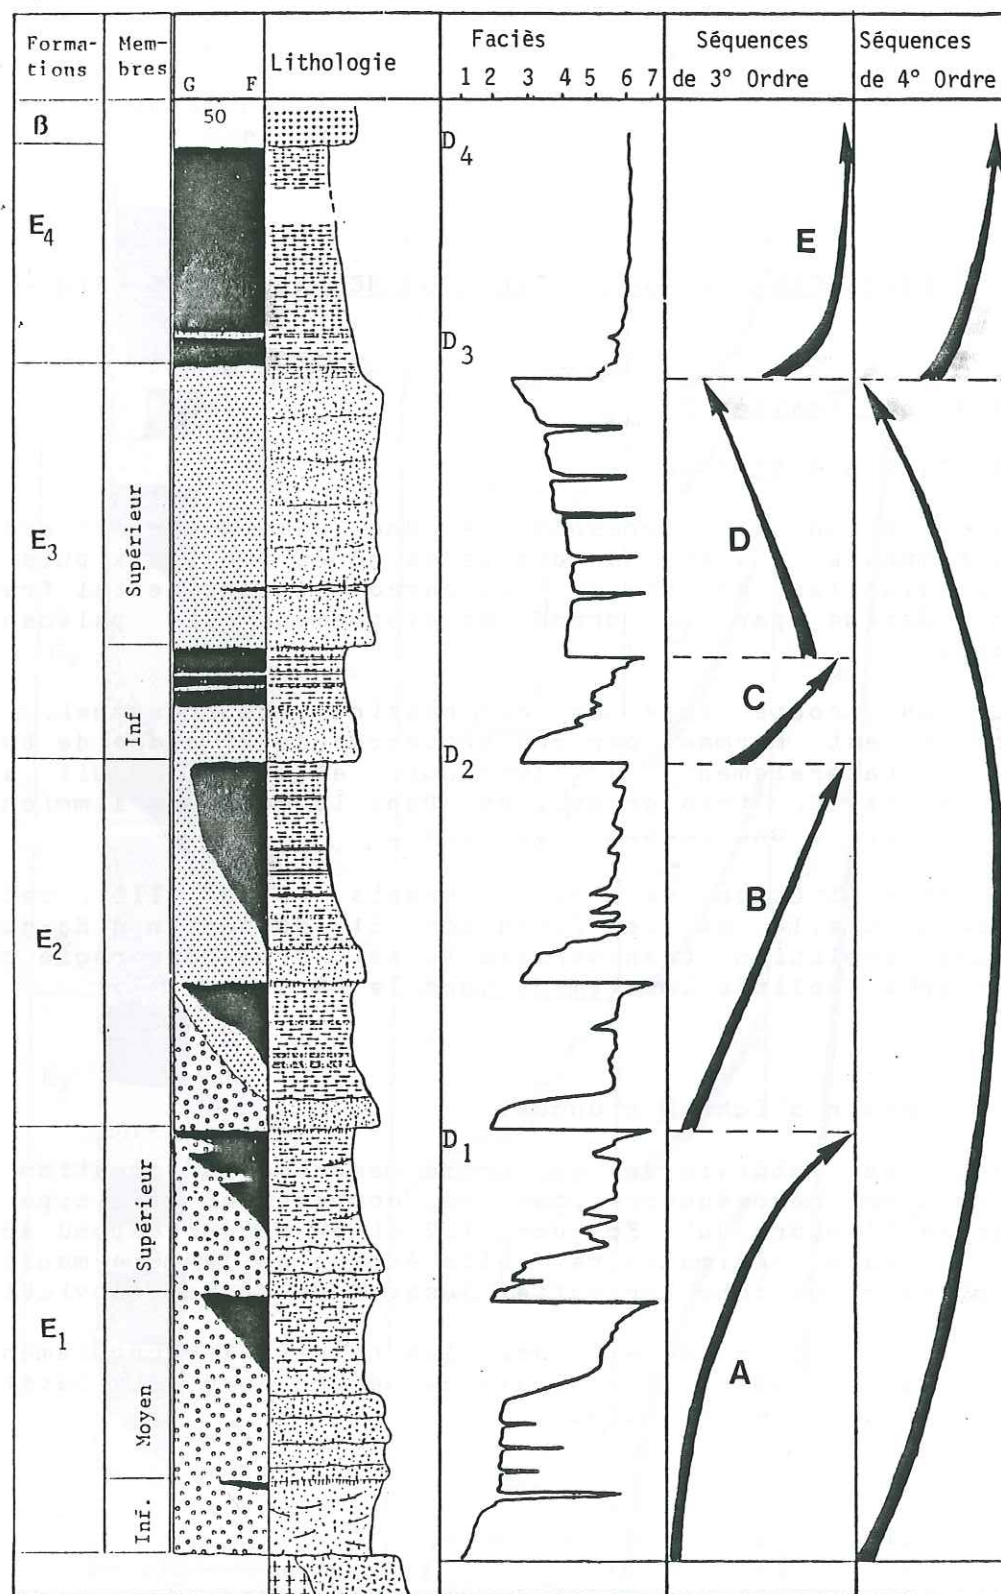 Forma-
tions
Mem-
bres
G F
Lithologie
Faciès
1 2 3 4 5 6 7
Séquences
de 3° Ordre
Séquences
de 4° Ordre
ß
50
D4
E4
E
D3
Supérieur
E3
D
Inf
C
D2
B
E2
D1
Supérieur
E1
A
Moyen
Inf.